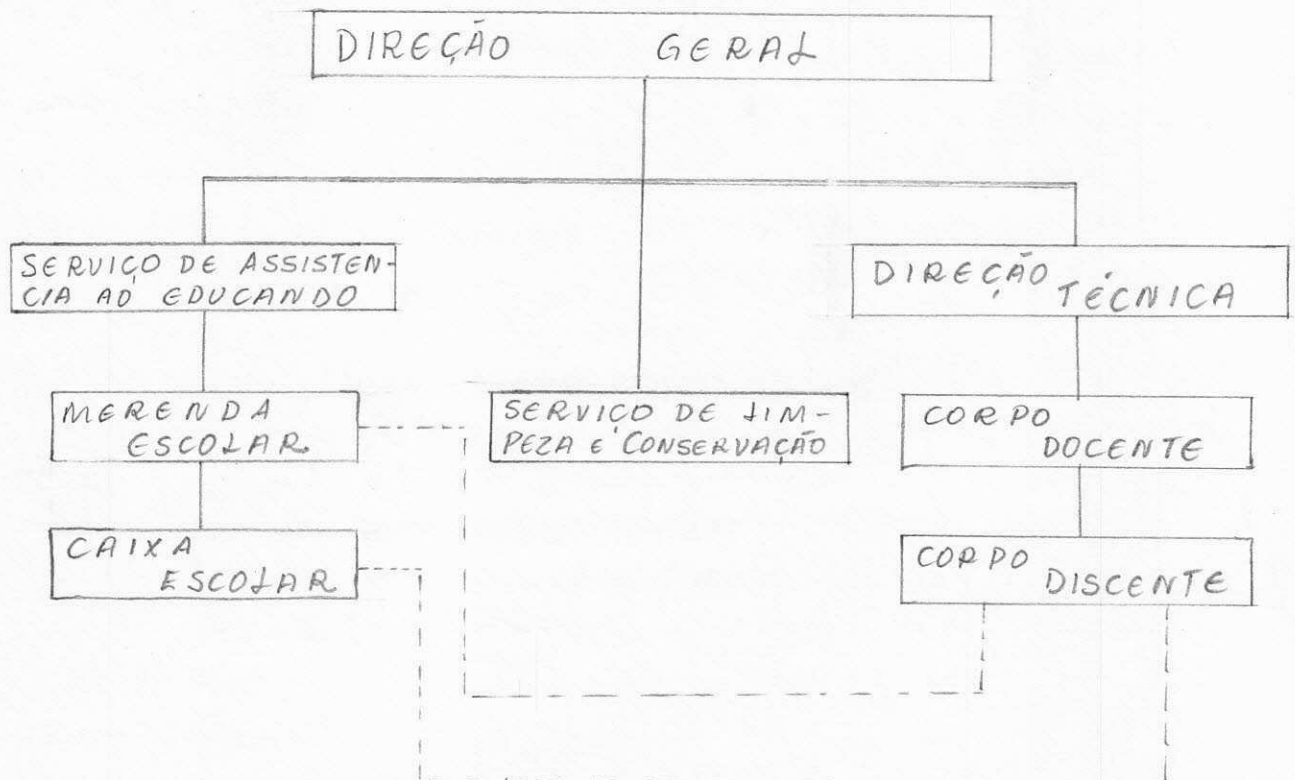 DIREÇÃO GERAL
SERVIÇO DE ASSISTEN-
CIA AO EDUCANDO
DIREÇÃO
TÉCNICA
MERENDA
ESCOLAR
SERVIÇO DE LIM-
PEZA E CONSERVAÇÃO
CORPO
DOCENTE
CAIXA
ESCOLAR
CORPO
DISCENTE